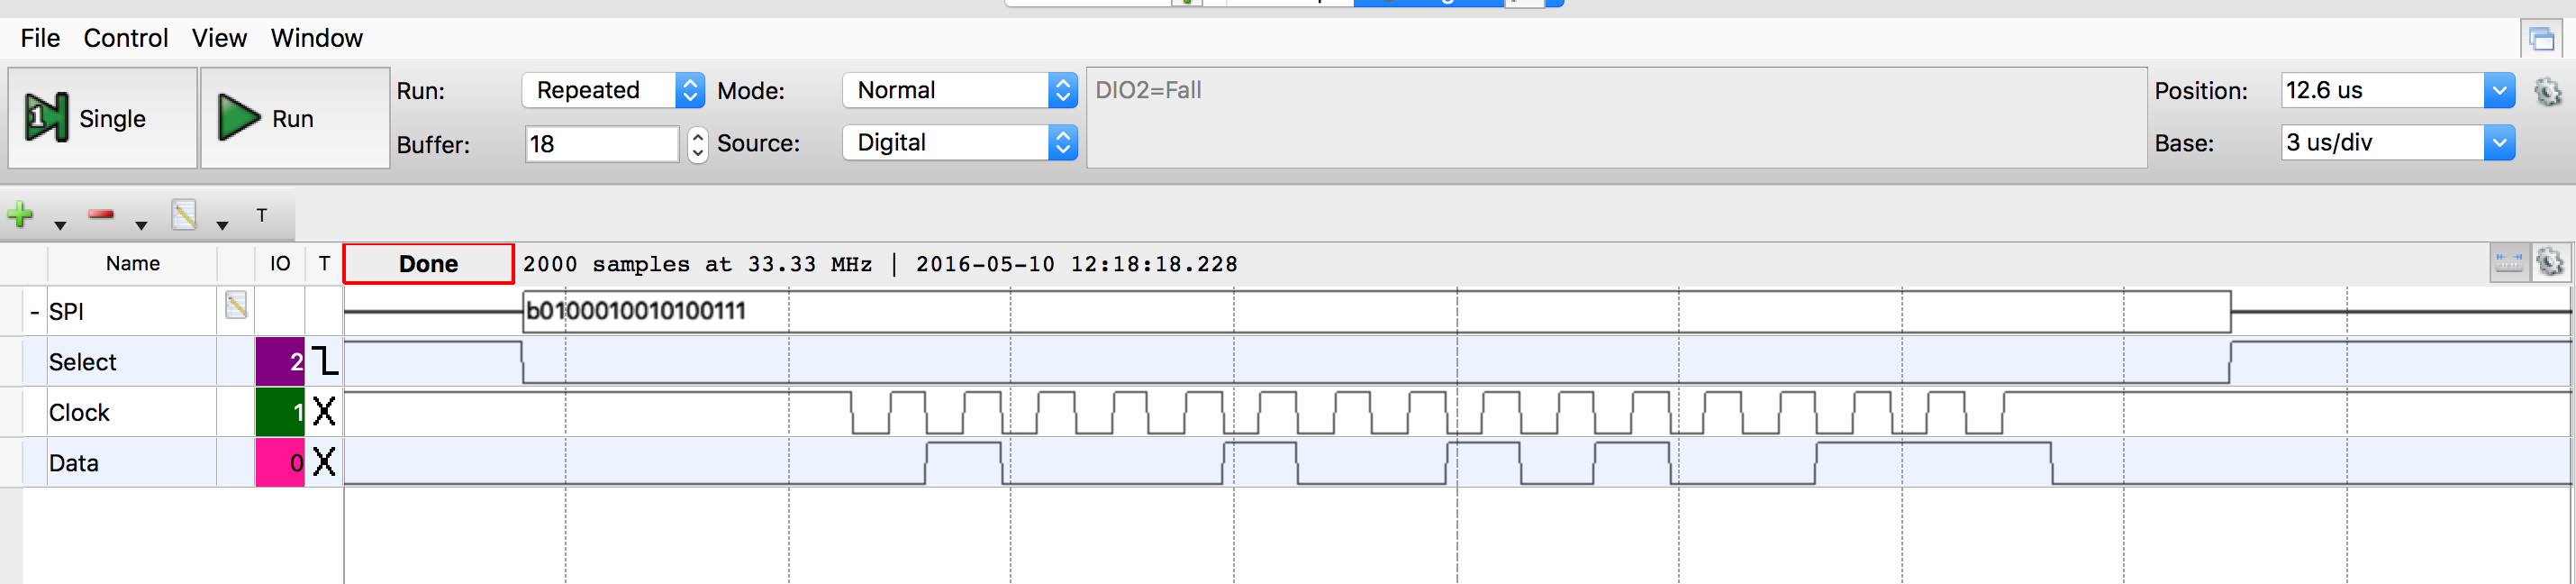 File Control View Window
Single
Run
Run: Repeated
Mode: Normal
DIO2=Fall
Position: 12.6 us
Buffer: 18
Source: Digital
Base: 3 us/div
T
Name IO T Done 2000 samples at 33.33 MHz | 2016-05-10 12:18:18.228
- SPI b0100010010100111
Select 2
Clock 1 X
Data 0 X